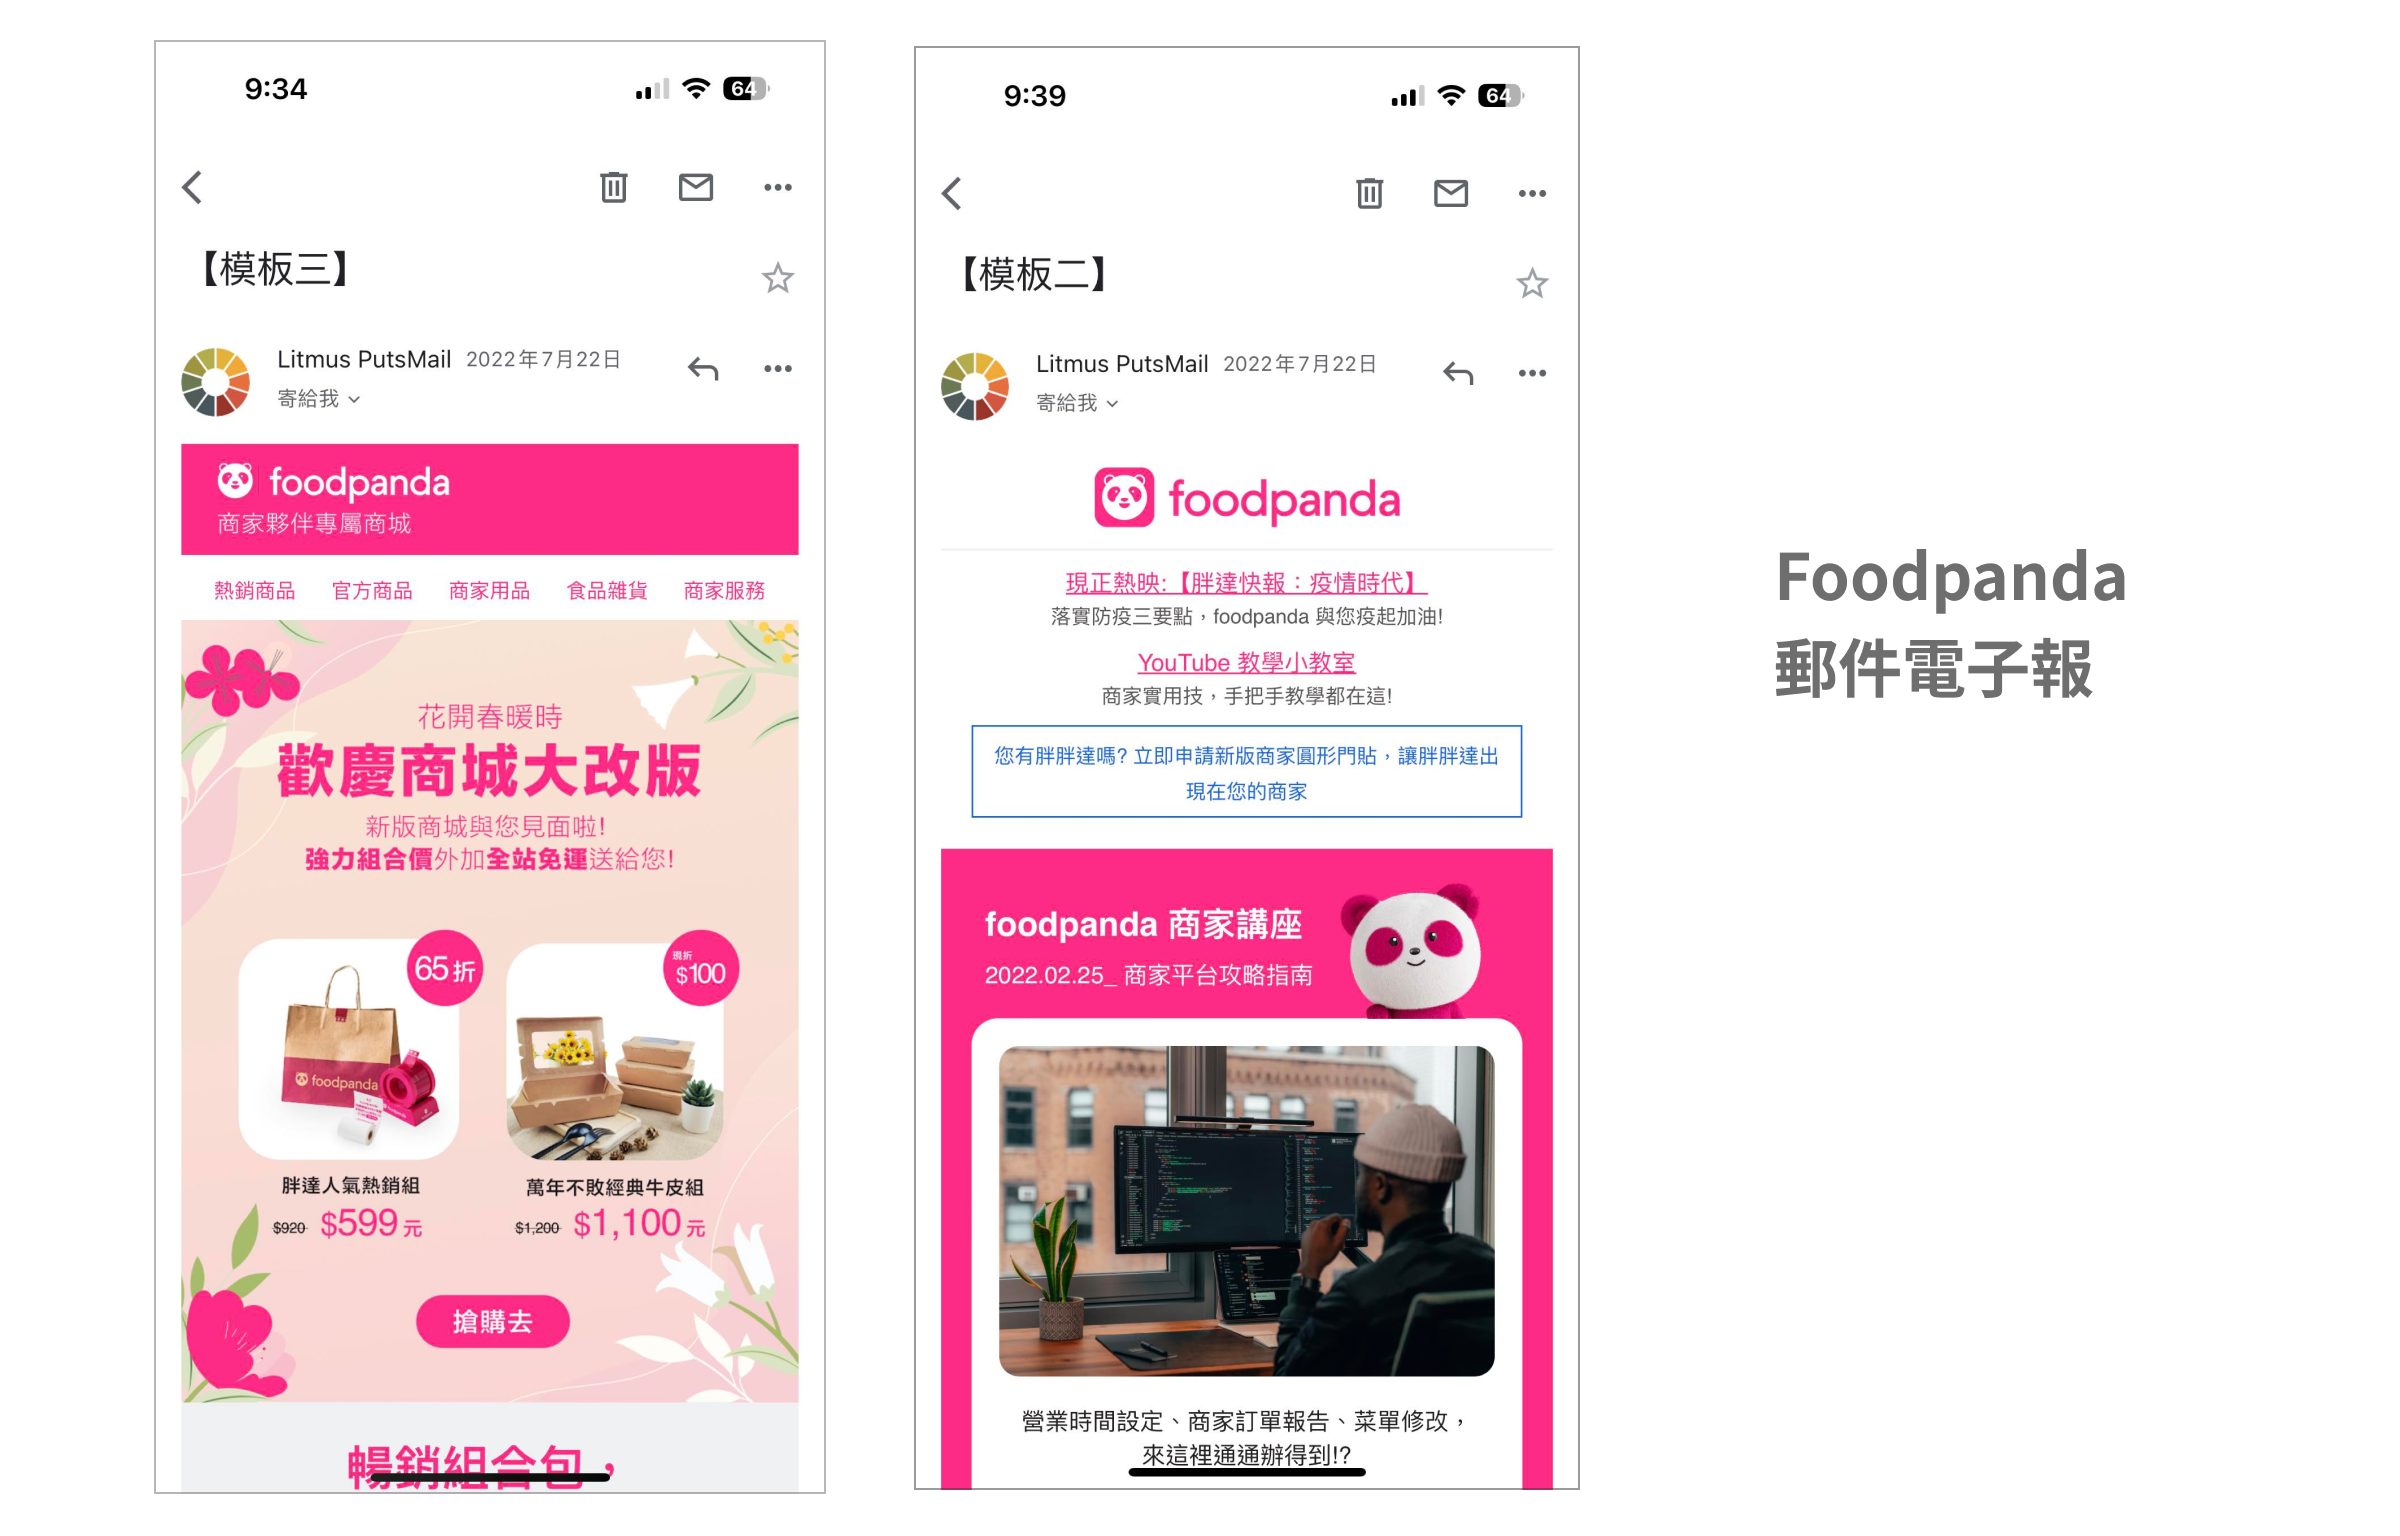 9:34
64
【模板三】
Litmus PutsMail 2022年7月22日
寄給我
foodpanda
商家夥伴專屬商城
熱銷商品 官方商品 商家用品 食品雜貨 商家服務
花開春暖時
歡慶商城大改版
新版商城與您見面啦!
強力組合價外加全站免運送給您!
65折
現折
$100
foodpanda
胖達人氣熱銷組
$920 $599元
萬年不敗經典牛皮組
$1,200 $1,100元
搶購去
暢銷組合包，
9:39
64
【模板二】
Litmus PutsMail 2022年7月22日
寄給我
foodpanda
現正熱映:【胖達快報：疫情時代】
落實防疫三要點，foodpanda 與您疫起加油!
YouTube 教學小教室
商家實用技，手把手教學都在這!
您有胖胖達嗎? 立即申請新版商家圓形門貼，讓胖胖達出
現在您的商家
foodpanda 商家講座
2022.02.25_ 商家平台攻略指南
營業時間設定、商家訂單報告、菜單修改，
來這裡通通辦得到!?
Foodpanda
郵件電子報